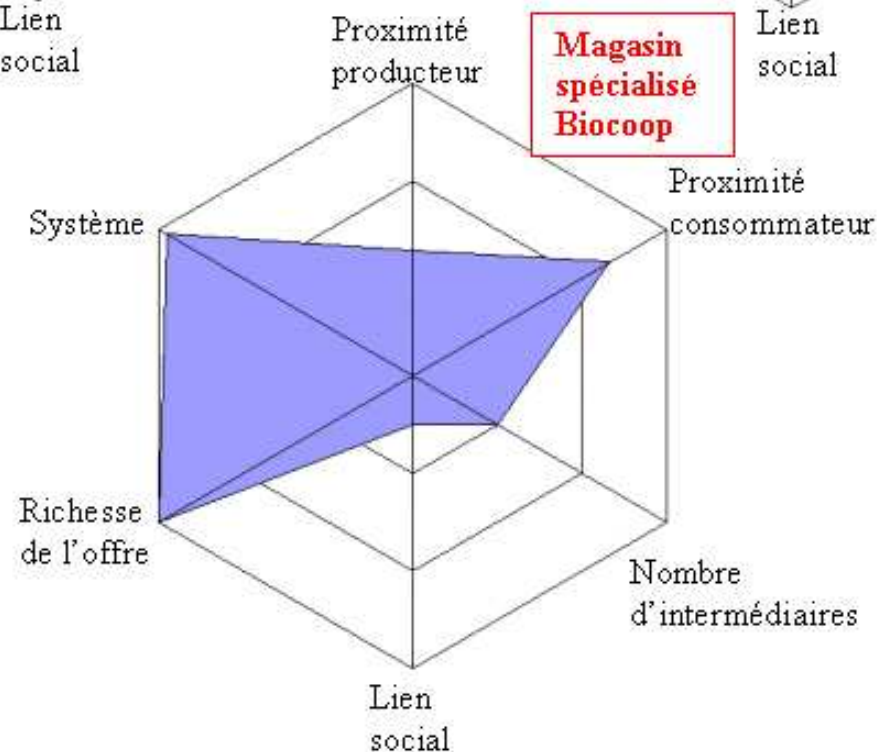 Lien
social
Proximité
producteur
Magasin
spécialisé
Biocoop
Lien
social
Proximité
consommateur
Système
Richesse
de l'offre
Nombre
d'intermédiaires
Lien
social